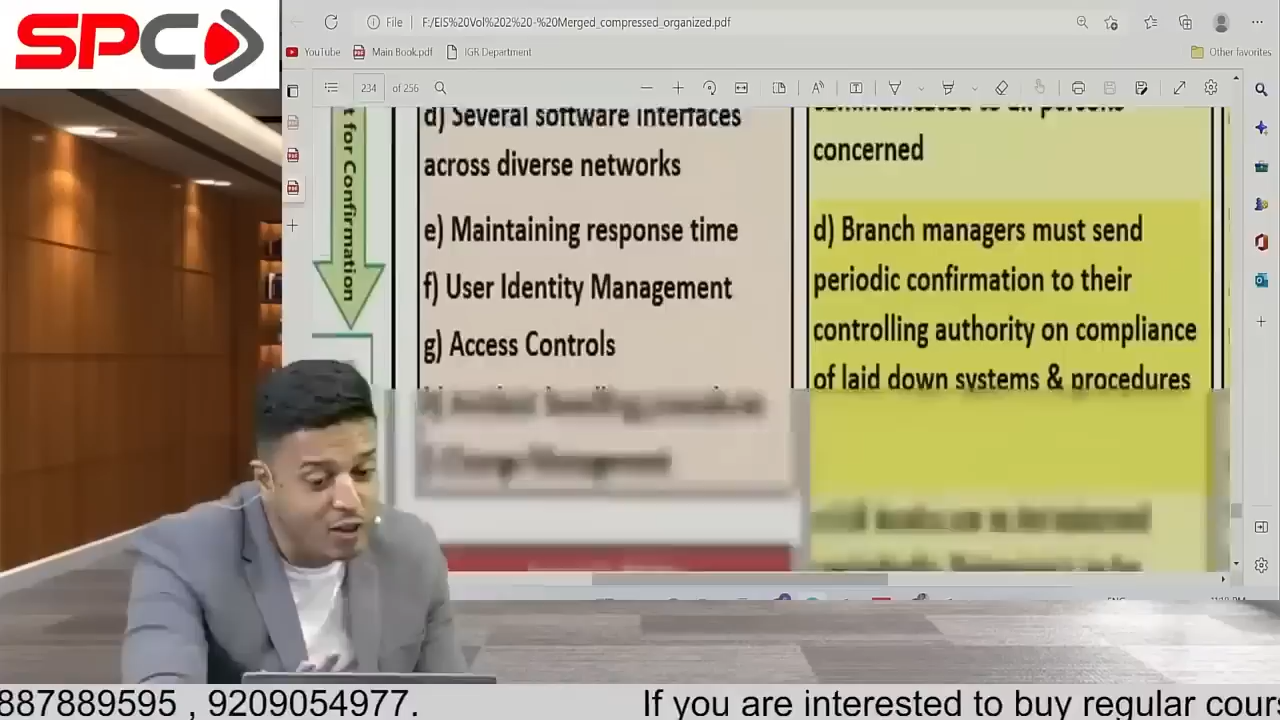 SPC
File
F:/EIS%20Vol%202%20-%20Merged_compressed_organized.pdf
YouTube
Main Book.pdf
IGR Department
Other favorites
234
of 256
t for Confirmation
d) Several software interfaces
across diverse networks
e) Maintaining response time
f) User Identity Management
g) Access Controls
concerned
d) Branch managers must send
periodic confirmation to their
controlling authority on compliance
of laid down systems & procedures
887889595 , 9209054977.
If you are interested to buy regular cour